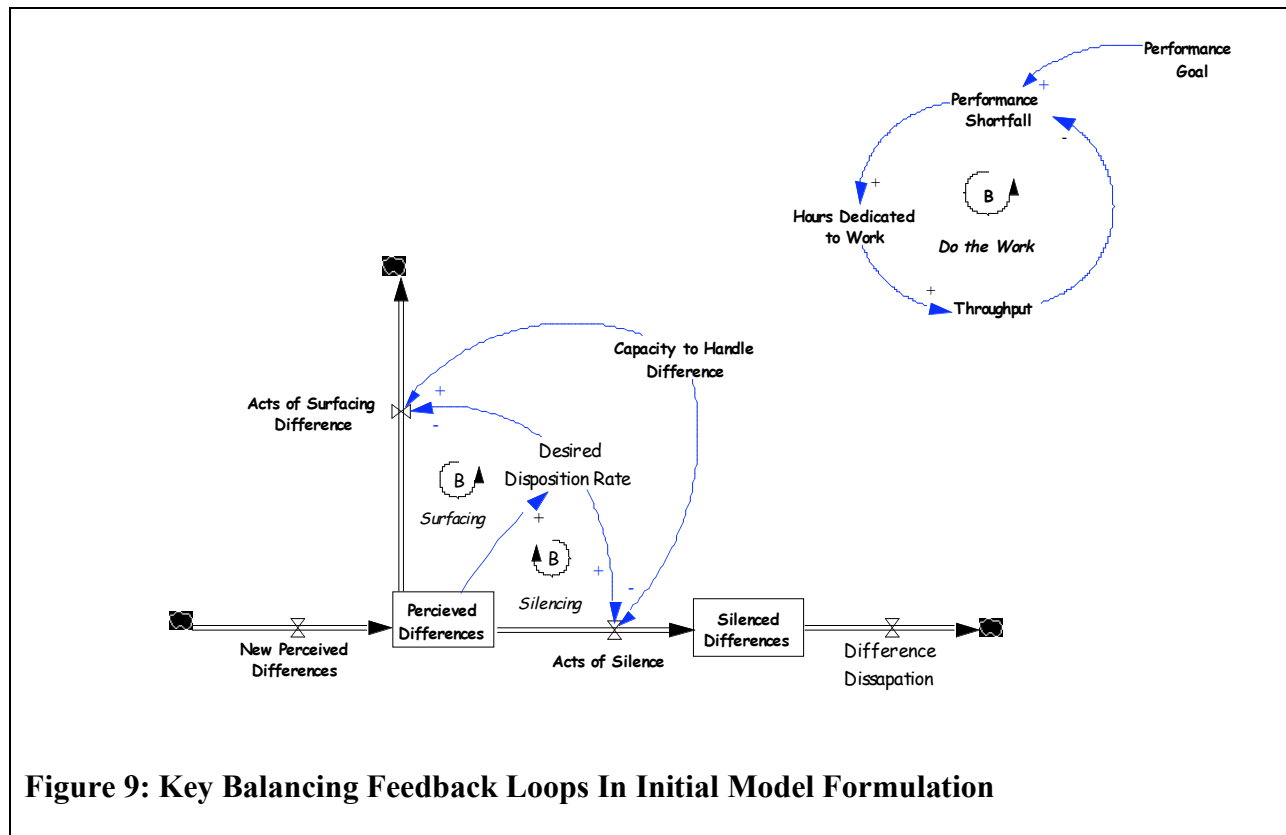 Performance
Goal
+
Performance
Shortfall
-
+
B
Hours Dedicated
to Work
Do the Work
+
Throughput
Capacity to Handle
Difference
+
Acts of Surfacing
Difference
-
Desired
Disposition Rate
B
Surfacing
+
B
+
-
Silencing
Percieved
Differences
Silenced
Differences
New Perceived
Differences
Acts of Silence
Difference
Dissapation
Figure 9: Key Balancing Feedback Loops In Initial Model Formulation